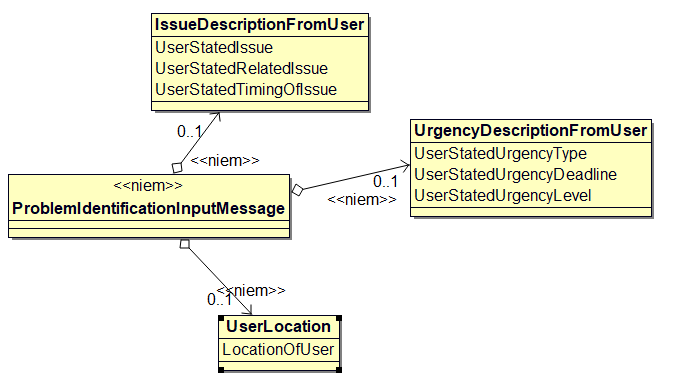 IssueDescriptionFromUser
UserStatedIssue
UserStatedRelatedIssue
UserStatedTimingOfIssue
0..1
<<niem>>
UrgencyDescriptionFromUser
UserStatedUrgencyType
UserStatedUrgencyDeadline
UserStatedUrgencyLevel
0..1
<<niem>>
<<niem>>
ProblemIdentificationInputMessage
<<niem>>
0..1
UserLocation
LocationOfUser